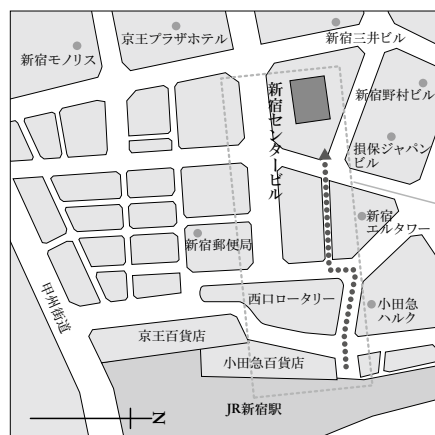 京王プラザホテル
新宿三井ビル
新宿モノリス
新宿野村ビル
新宿センタービル
損保ジャパン
ビル
新宿
エルタワー
新宿郵便局
甲州街道
西口ロータリー
小田急
ハルク
京王百貨店
小田急百貨店
JR新宿駅
N